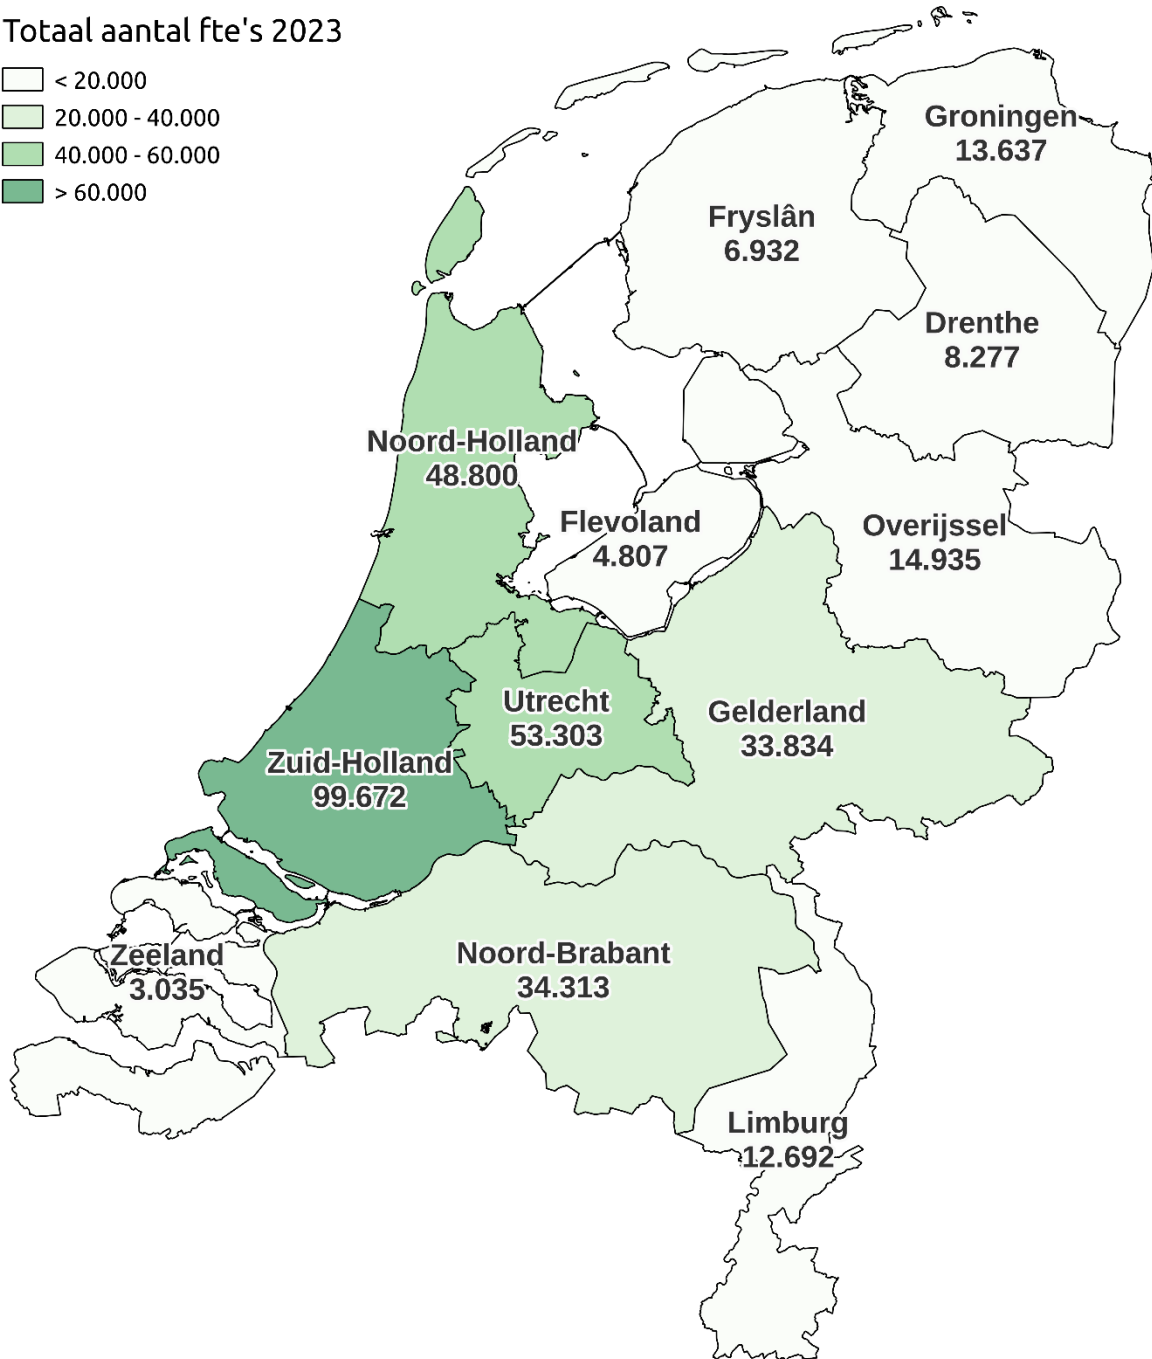 Totaal aantal fte's 2023
< 20.000
20.000 - 40.000
40.000 - 60.000
> 60.000
Groningen
13.637
Fryslân
6.932
Drenthe
8.277
Noord-Holland
48.800
Flevoland
4.807
Overijssel
14.935
Utrecht
53.303
Gelderland
33.834
Zuid-Holland
99.672
Zeeland
3.035
Noord-Brabant
34.313
Limburg
12.692